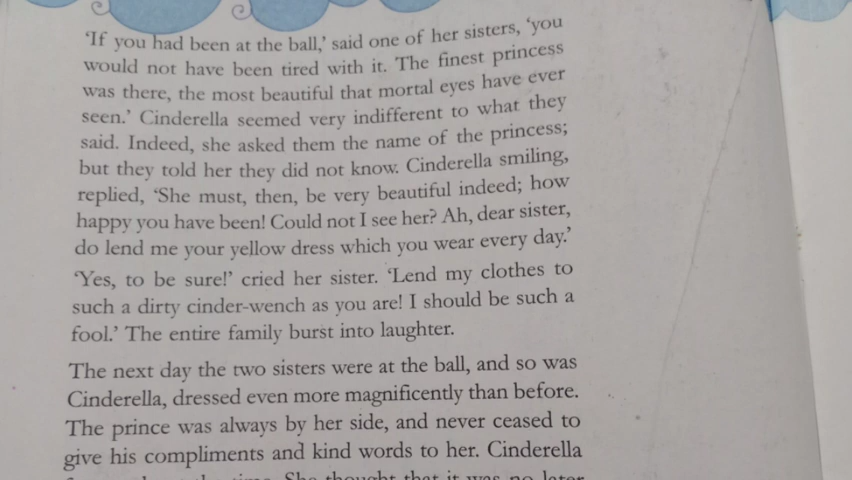 ‘If you had been at the ball,’ said one of her sisters, ‘you
would not have been tired with it. The finest princess
was there, the most beautiful that mortal eyes have ever
seen.’ Cinderella seemed very indifferent to what they
said. Indeed, she asked them the name of the princess;
but they told her they did not know. Cinderella smiling,
replied, ‘She must, then, be very beautiful indeed; how
happy you have been! Could not I see her? Ah, dear sister,
do lend me your yellow dress which you wear every day.’
‘Yes, to be sure!’ cried her sister. ‘Lend my clothes to
such a dirty cinder-wench as you are! I should be such a
fool.’ The entire family burst into laughter.
The next day the two sisters were at the ball, and so was
Cinderella, dressed even more magnificently than before.
The prince was always by her side, and never ceased to
give his compliments and kind words to her. Cinderella
time. She thought that it was no later